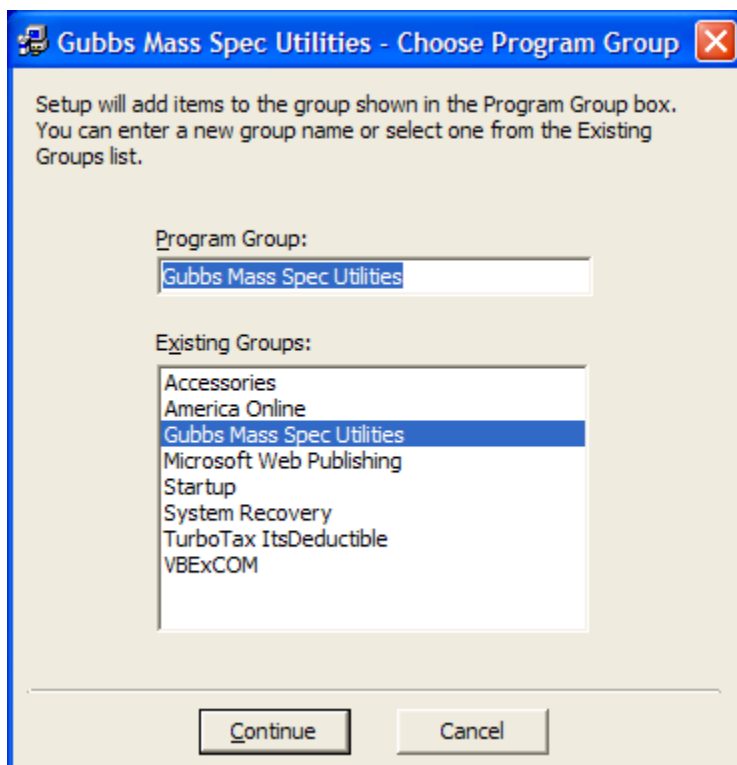 Gubbs Mass Spec Utilities - Choose Program Group
Setup will add items to the group shown in the Program Group box.
You can enter a new group name or select one from the Existing
Groups list.
Program Group:
Gubbs Mass Spec Utilities
Existing Groups:
Accessories
America Online
Gubbs Mass Spec Utilities
Microsoft Web Publishing
Startup
System Recovery
TurboTax ItsDeductible
VBExCOM
Continue
Cancel